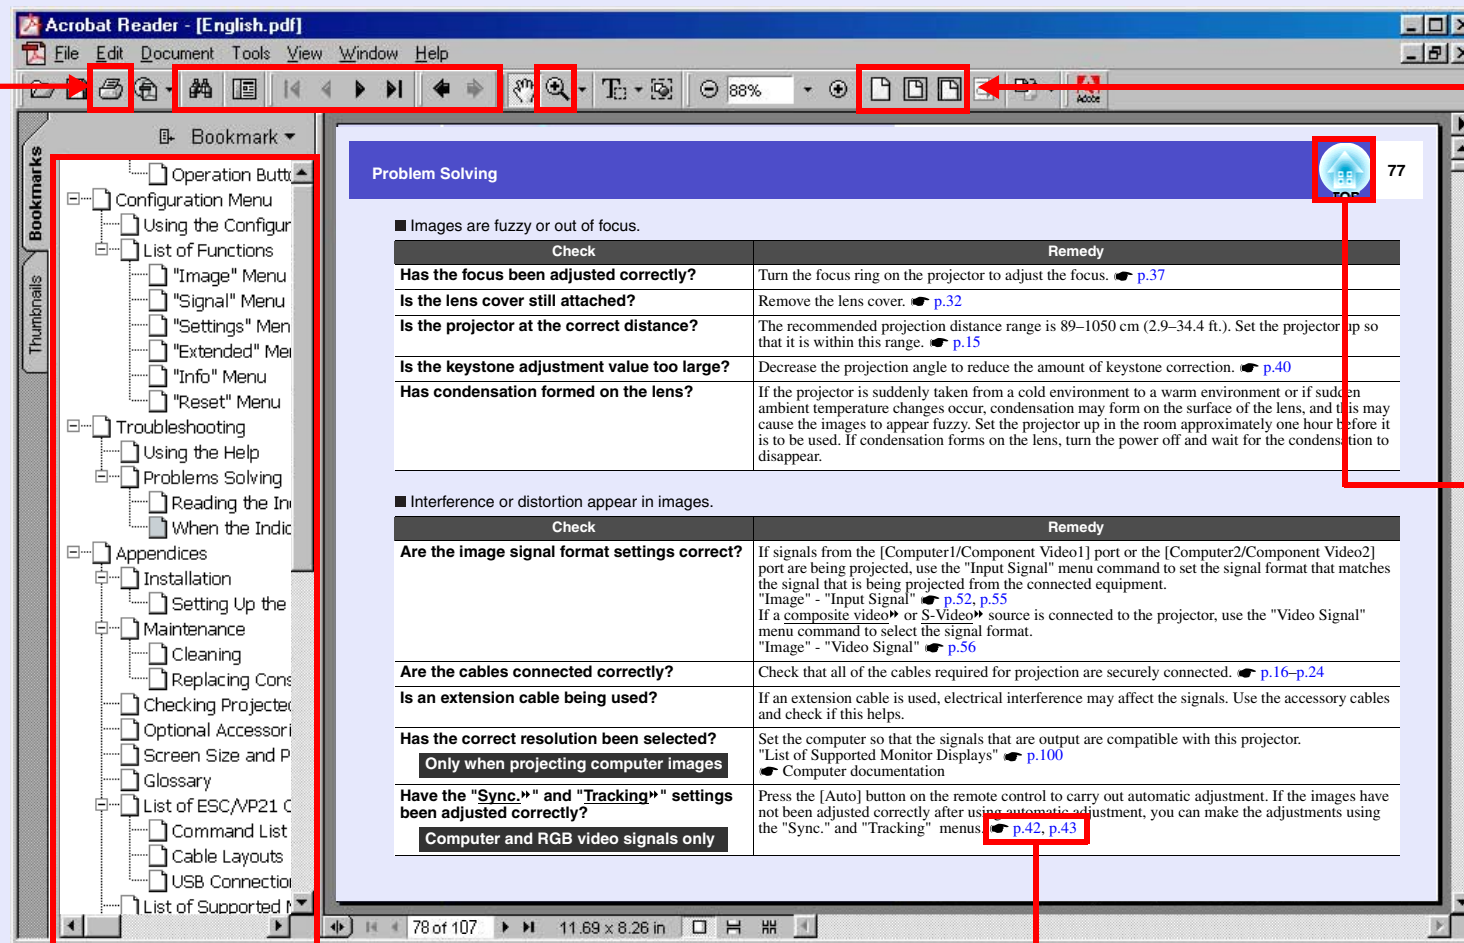 Acrobat Reader - [English.pdf]
File Edit Document Tools View Window Help
88%
Adobe
Bookmark
Bookmarks
Thumbnails
Operation Butt
Configuration Menu
Using the Configur
List of Functions
"Image" Menu
"Signal" Menu
"Settings" Men
"Extended" Me
"Info" Menu
"Reset" Menu
Troubleshooting
Using the Help
Problems Solving
Reading the In
When the Indic
Appendices
Installation
Setting Up the
Maintenance
Cleaning
Replacing Cons
Checking Projected
Optional Accessori
Screen Size and P
Glossary
List of ESC/VP21 C
Command List
Cable Layouts
USB Connection
List of Supported M
Problem Solving
TOP
77
■ Images are fuzzy or out of focus.
Check Remedy
Has the focus been adjusted correctly? Turn the focus ring on the projector to adjust the focus. ☛ p.37
Is the lens cover still attached? Remove the lens cover. ☛ p.32
Is the projector at the correct distance? The recommended projection distance range is 89–1050 cm (2.9–34.4 ft.). Set the projector up so
that it is within this range. ☛ p.15
Is the keystone adjustment value too large? Decrease the projection angle to reduce the amount of keystone correction. ☛ p.40
Has condensation formed on the lens? If the projector is suddenly taken from a cold environment to a warm environment or if sudden
ambient temperature changes occur, condensation may form on the surface of the lens, and this may
cause the images to appear fuzzy. Set the projector up in the room approximately one hour before it
is to be used. If condensation forms on the lens, turn the power off and wait for the condensation to
disappear.
■ Interference or distortion appear in images.
Check Remedy
Are the image signal format settings correct? If signals from the [Computer1/Component Video1] port or the [Computer2/Component Video2]
port are being projected, use the "Input Signal" menu command to set the signal format that matches
the signal that is being projected from the connected equipment.
"Image" - "Input Signal" ☛ p.52, p.55
If a composite video or S-Video source is connected to the projector, use the "Video Signal"
menu command to select the signal format.
"Image" - "Video Signal" ☛ p.56
Are the cables connected correctly? Check that all of the cables required for projection are securely connected. ☛ p.16–p.24
Is an extension cable being used? If an extension cable is used, electrical interference may affect the signals. Use the accessory cables
and check if this helps.
Has the correct resolution been selected?
Only when projecting computer images
Set the computer so that the signals that are output are compatible with this projector.
"List of Supported Monitor Displays" ☛ p.100
☛ Computer documentation
Have the "Sync." and "Tracking" settings
been adjusted correctly?
Computer and RGB video signals only
Press the [Auto] button on the remote control to carry out automatic adjustment. If the images have
not been adjusted correctly after using automatic adjustment, you can make the adjustments using
the "Sync." and "Tracking" menus. ☛ p.42, p.43
78 of 107 11.69 x 8.26 in